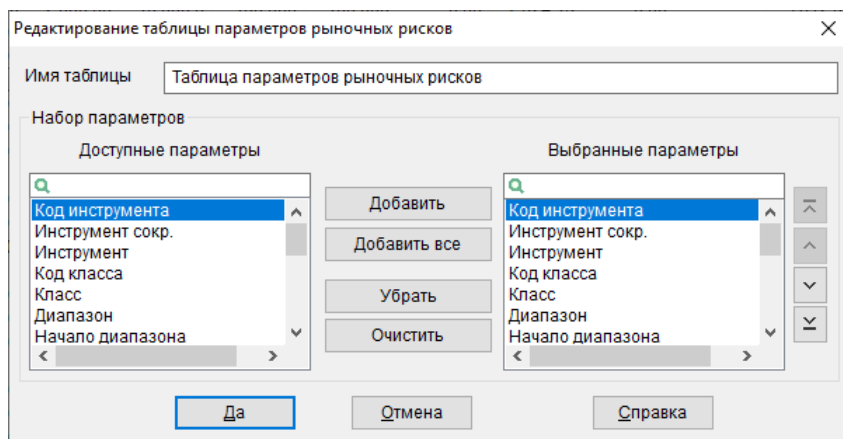 Редактирование таблицы параметров рыночных рисков
Имя таблицы
Таблица параметров рыночных рисков
Набор параметров
Доступные параметры
Код инструмента
Инструмент сокр.
Инструмент
Код класса
Класс
Диапазон
Начало диапазона
Добавить
Добавить все
Убрать
Очистить
Выбранные параметры
Код инструмента
Инструмент сокр.
Инструмент
Код класса
Класс
Диапазон
Начало диапазона
Да
Отмена
Справка